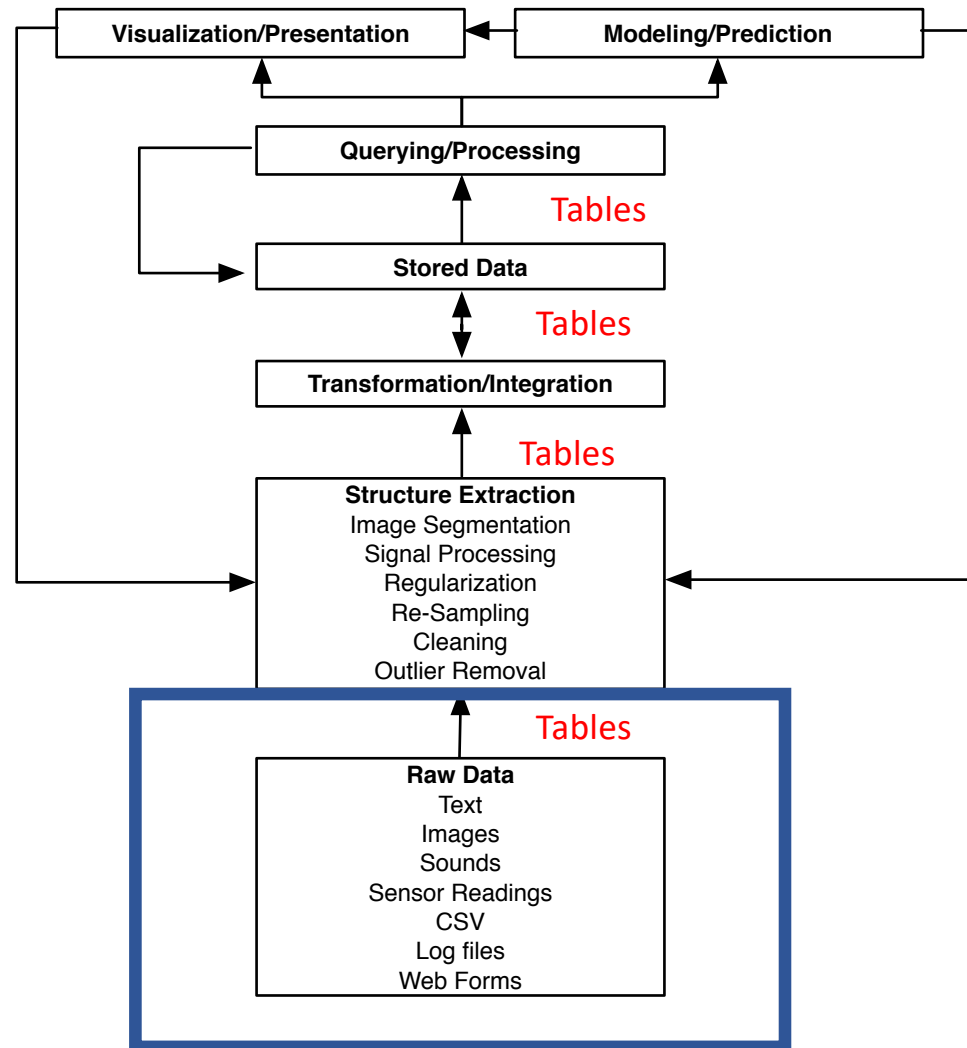 Visualization/Presentation
Modeling/Prediction
Querying/Processing
Tables
Stored Data
Tables
Transformation/Integration
Tables
Structure Extraction
Image Segmentation
Signal Processing
Regularization
Re-Sampling
Cleaning
Outlier Removal
Tables
Raw Data
Text
Images
Sounds
Sensor Readings
CSV
Log files
Web Forms